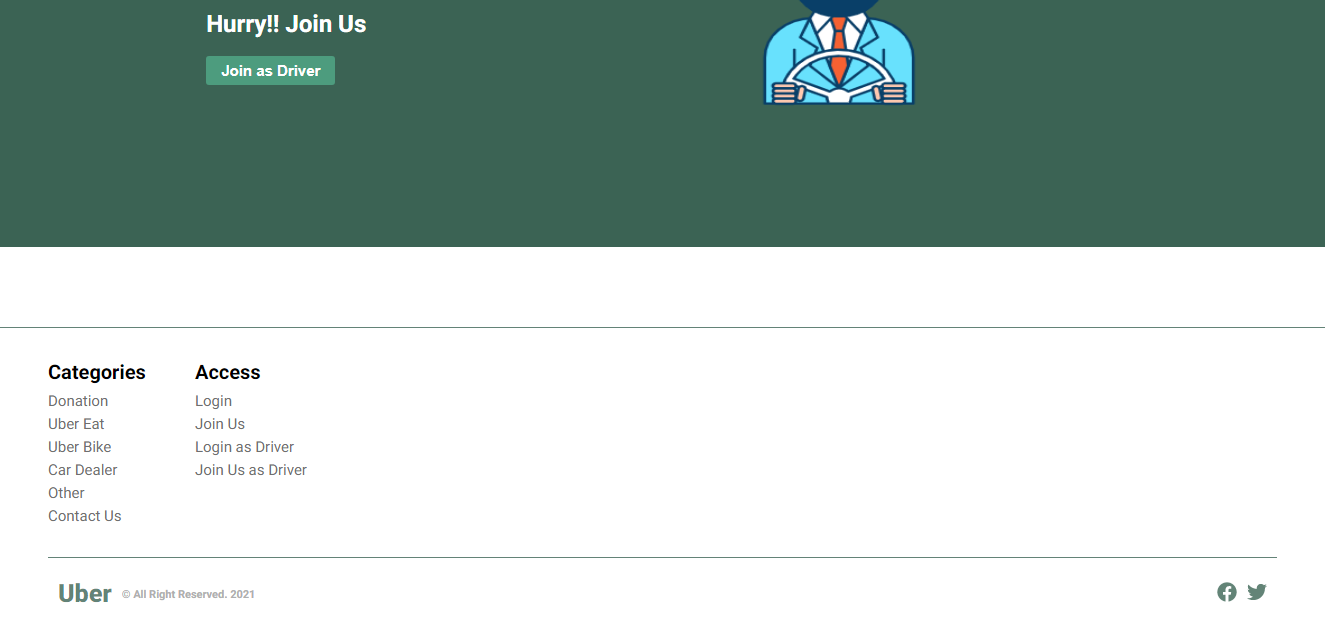 Hurry!! Join Us
Join as Driver
Categories
Donation
Uber Eat
Uber Bike
Car Dealer
Other
Contact Us
Access
Login
Join Us
Login as Driver
Join Us as Driver
Uber © All Right Reserved. 2021